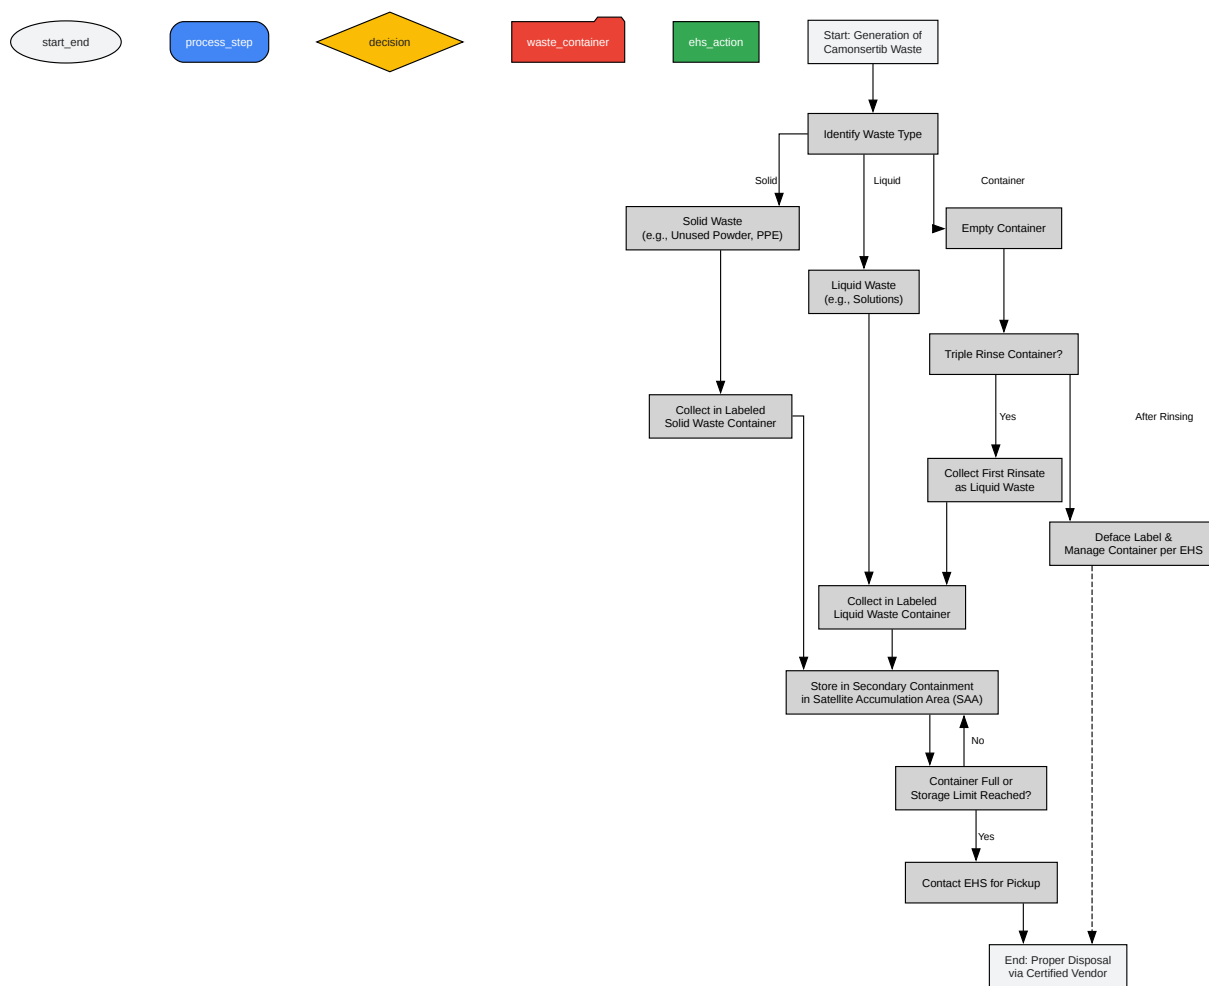 start_end
process_step
decision
waste_container
ehs_action
Start: Generation of
Camonsertib Waste
Identify Waste Type
Solid
Liquid
Container
Solid Waste
(e.g., Unused Powder, PPE)
Empty Container
Liquid Waste
(e.g., Solutions)
Triple Rinse Container?
Collect in Labeled
Solid Waste Container
Yes
After Rinsing
Collect First Rinsate
as Liquid Waste
Deface Label &
Manage Container per EHS
Collect in Labeled
Liquid Waste Container
Store in Secondary Containment
in Satellite Accumulation Area (SAA)
No
Container Full or
Storage Limit Reached?
Yes
Contact EHS for Pickup
End: Proper Disposal
via Certified Vendor